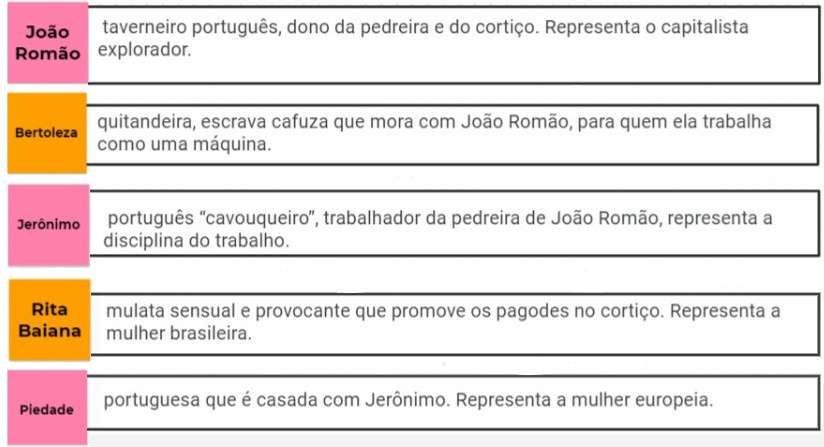 João
Romão
taverneiro português, dono da pedreira e do cortiço. Representa o capitalista
explorador.
Bertoleza
quitandeira, escrava cafuza que mora com João Romão, para quem ela trabalha
como uma máquina.
Jerônimo
português “cavouqueiro”, trabalhador da pedreira de João Romão, representa a
disciplina do trabalho.
Rita
Baiana
mulata sensual e provocante que promove os pagodes no cortiço. Representa a
mulher brasileira.
Piedade
portuguesa que é casada com Jerônimo. Representa a mulher europeia.